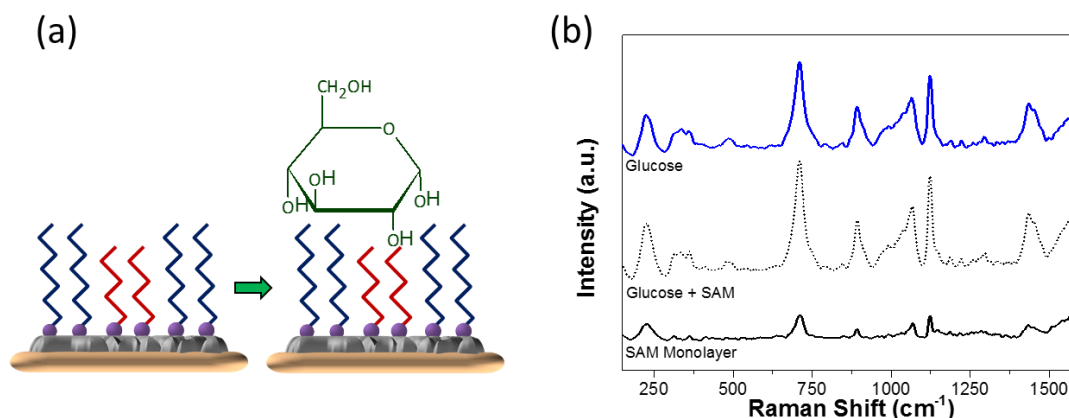 (a)
CH2OH
O
OH
OH
OH
OH
(b)
Intensity (a.u.)
Glucose
Glucose + SAM
SAM Monolayer
250 500 750 1000 1250 1500
Raman Shift (cm-1)